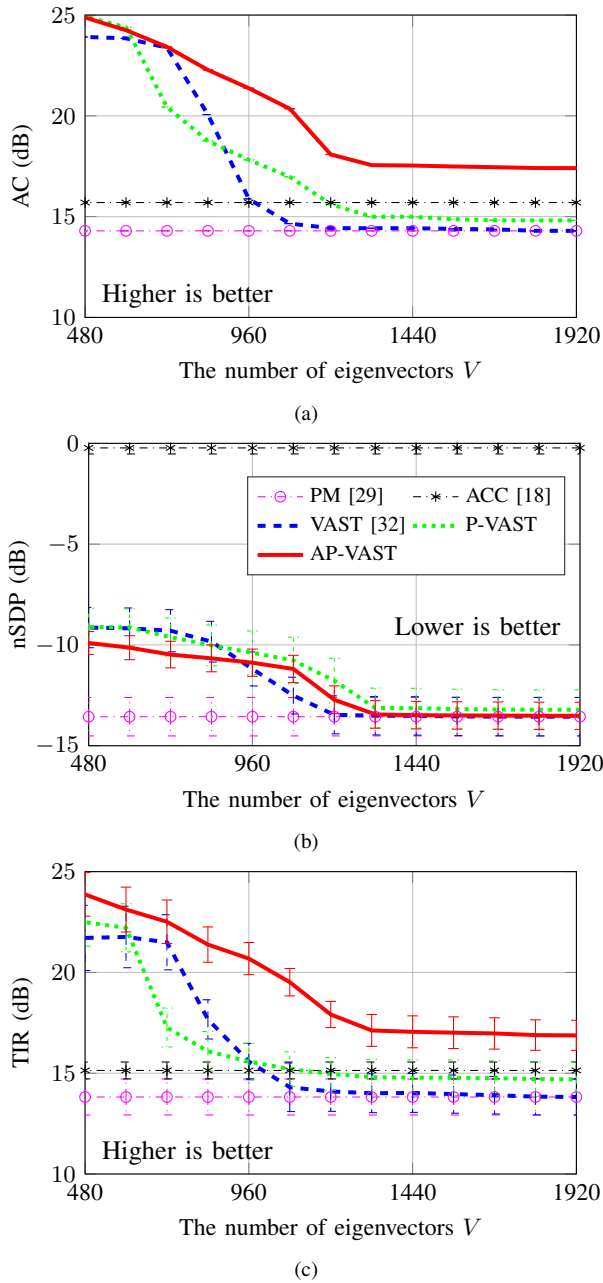 25
20
15
10
AC (dB)
Higher is better
480 960 1440 1920
The number of eigenvectors V
(a)
0
−5
−10
−15
nSDP (dB)
PM [29] ACC [18]
VAST [32] P-VAST
AP-VAST
Lower is better
480 960 1440 1920
The number of eigenvectors V
(b)
25
20
15
10
TIR (dB)
Higher is better
480 960 1440 1920
The number of eigenvectors V
(c)